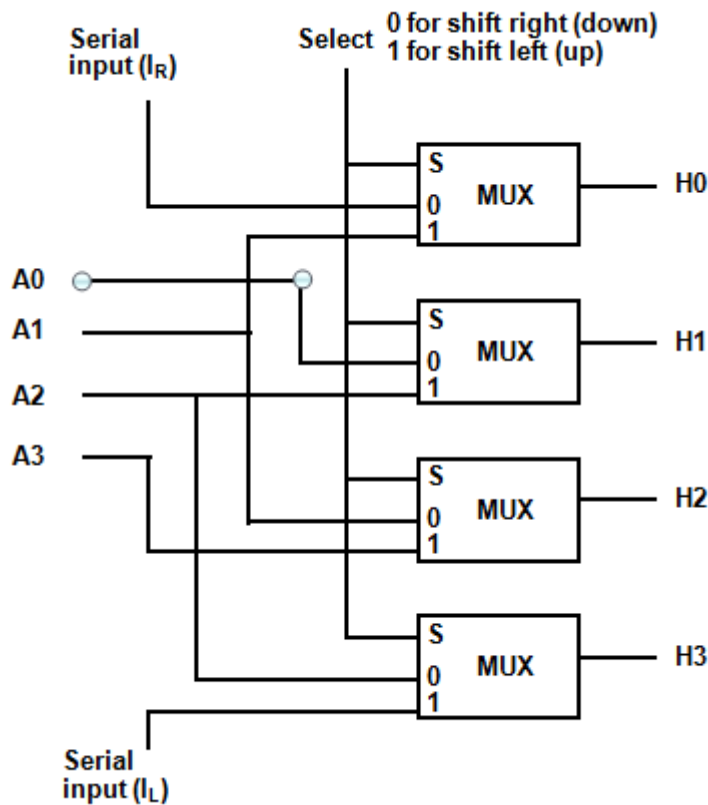 Serial
input (IR)
Select
0 for shift right (down)
1 for shift left (up)
S
0
1
MUX
H0
A0
A1
A2
A3
S
0
1
MUX
H1
S
0
1
MUX
H2
S
0
1
MUX
H3
Serial
input (IL)